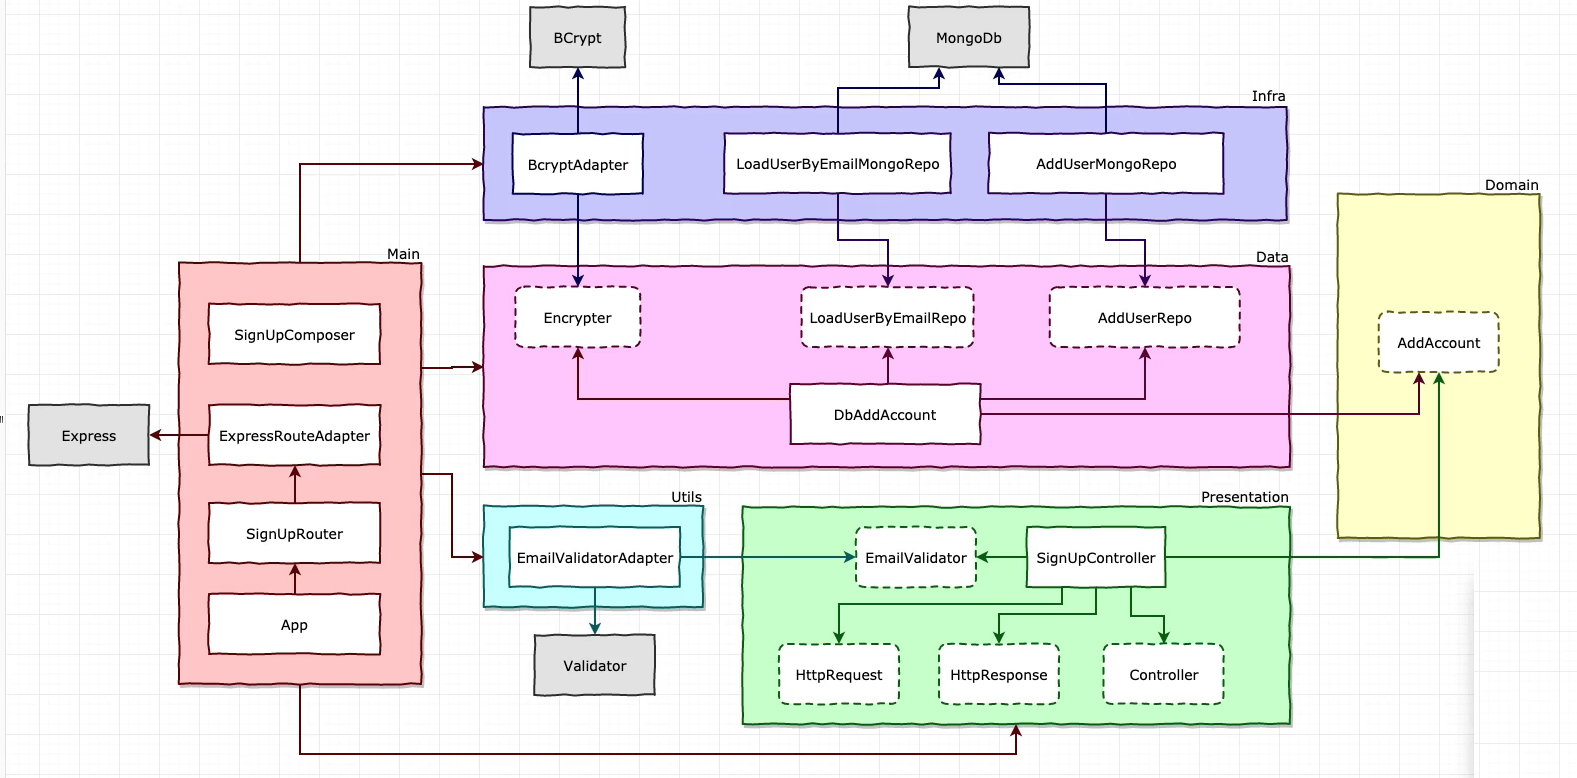 BCrypt
MongoDb
Infra
BcryptAdapter
LoadUserByEmailMongoRepo
AddUserMongoRepo
Domain
Main
Data
SignUpComposer
Encrypter
LoadUserByEmailRepo
AddUserRepo
AddAccount
DbAddAccount
Express
ExpressRouteAdapter
Utils
Presentation
SignUpRouter
EmailValidatorAdapter
EmailValidator
SignUpController
App
Validator
HttpRequest
HttpResponse
Controller